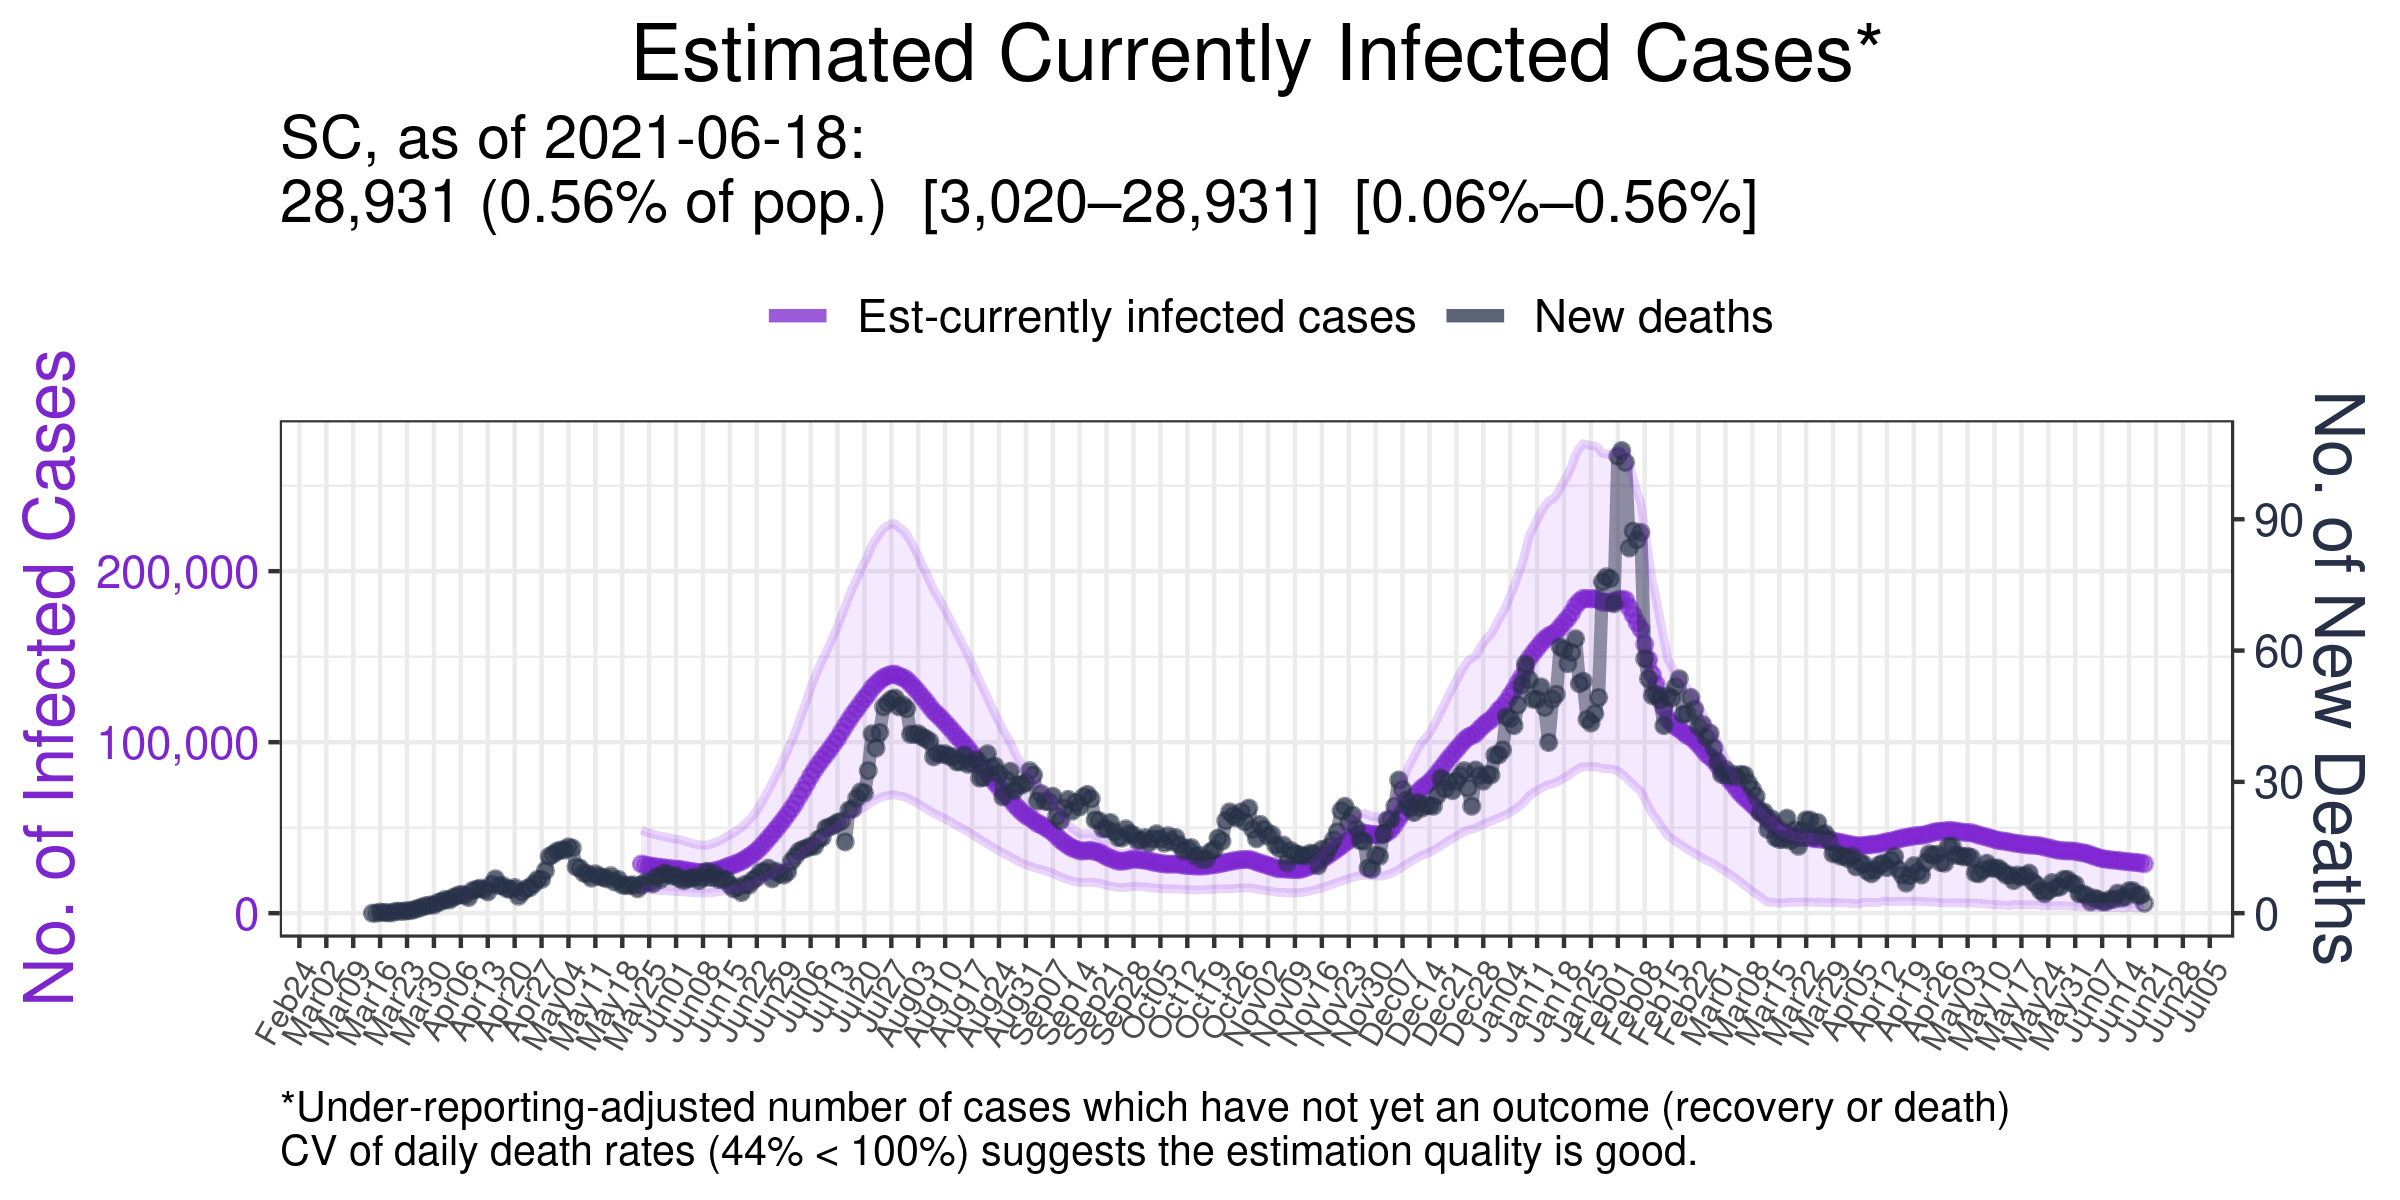 Estimated Currently Infected Cases*
SC, as of 2021-06-18:
28,931 (0.56% of pop.) [3,020–28,931] [0.06%–0.56%]
Est-currently infected cases
New deaths
No. of Infected Cases
200,000
100,000
0
90
60
30
0
No. of New Deaths
Feb24
Mar02
Mar09
Mar16
Mar23
Mar30
Apr06
Apr13
Apr20
Apr27
May04
May11
May18
May25
Jun01
Jun08
Jun15
Jun22
Jun29
Jul06
Jul13
Jul20
Jul27
Aug03
Aug10
Aug17
Aug24
Aug31
Sep07
Sep14
Sep21
Sep28
Oct05
Oct12
Oct19
Oct26
Nov02
Nov09
Nov16
Nov23
Nov30
Dec07
Dec14
Dec21
Dec28
Jan04
Jan11
Jan18
Jan25
Feb01
Feb08
Feb15
Feb22
Mar01
Mar08
Mar15
Mar22
Mar29
Apr05
Apr12
Apr19
Apr26
May03
May10
May17
May24
May31
Jun07
Jun14
Jun21
Jun28
Jul05
*Under-reporting-adjusted number of cases which have not yet an outcome (recovery or death)
CV of daily death rates (44% < 100%) suggests the estimation quality is good.